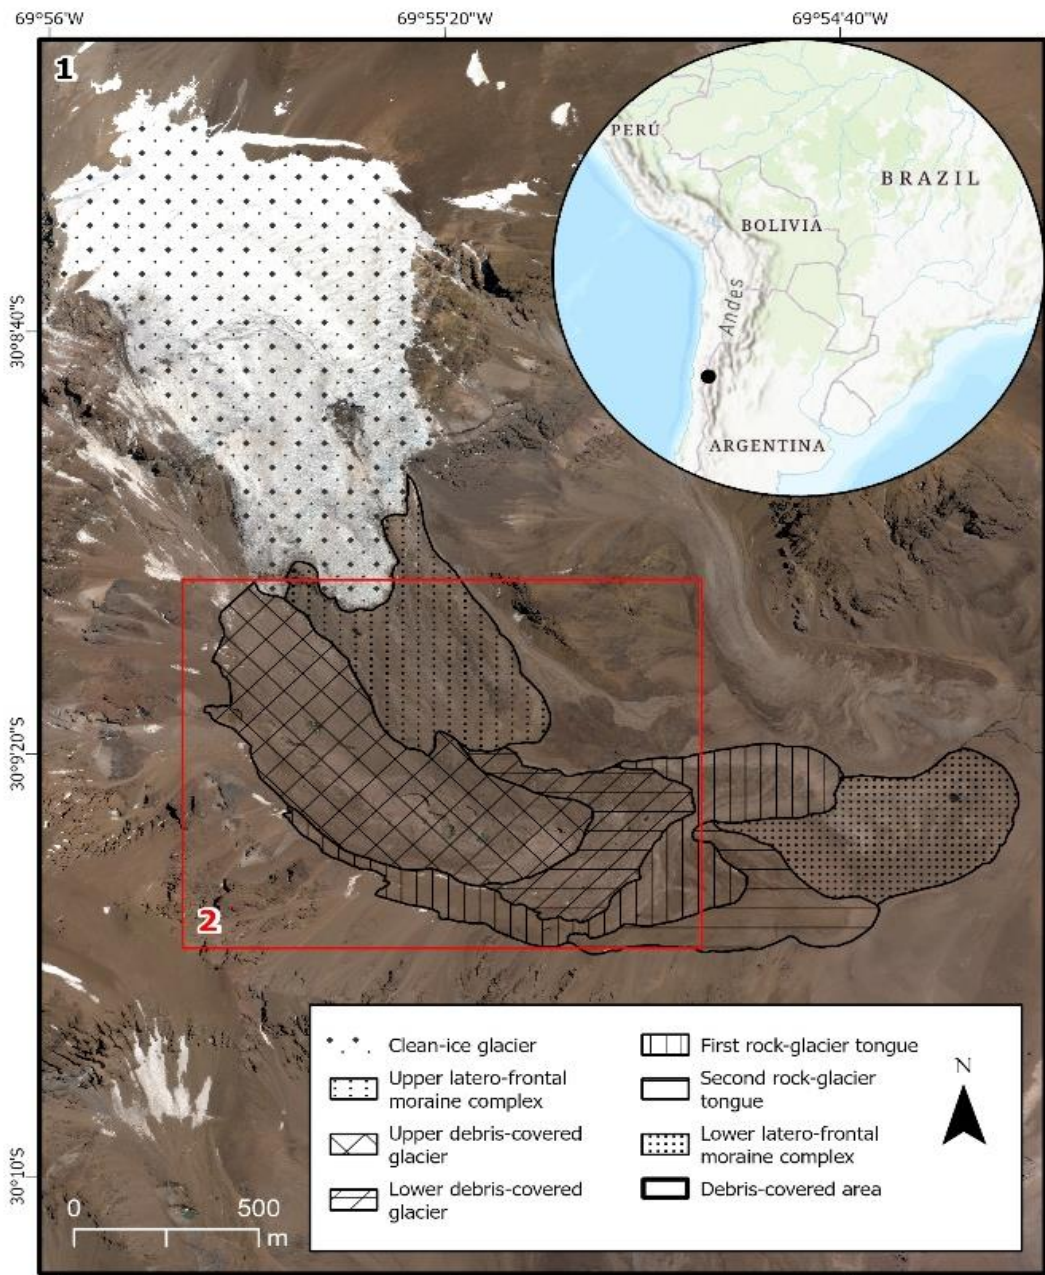 69°56'W
69°55'20"W
69°54'40"W
1
PERÚ
BRAZIL
BOLIVIA
Andes
ARGENTINA
30°8'40"S
30°9'20"S
30°10'S
2
Clean-ice glacier
Upper latero-frontal
moraine complex
Upper debris-covered
glacier
Lower debris-covered
glacier
First rock-glacier tongue
Second rock-glacier
tongue
Lower latero-frontal
moraine complex
Debris-covered area
N
0 500
m